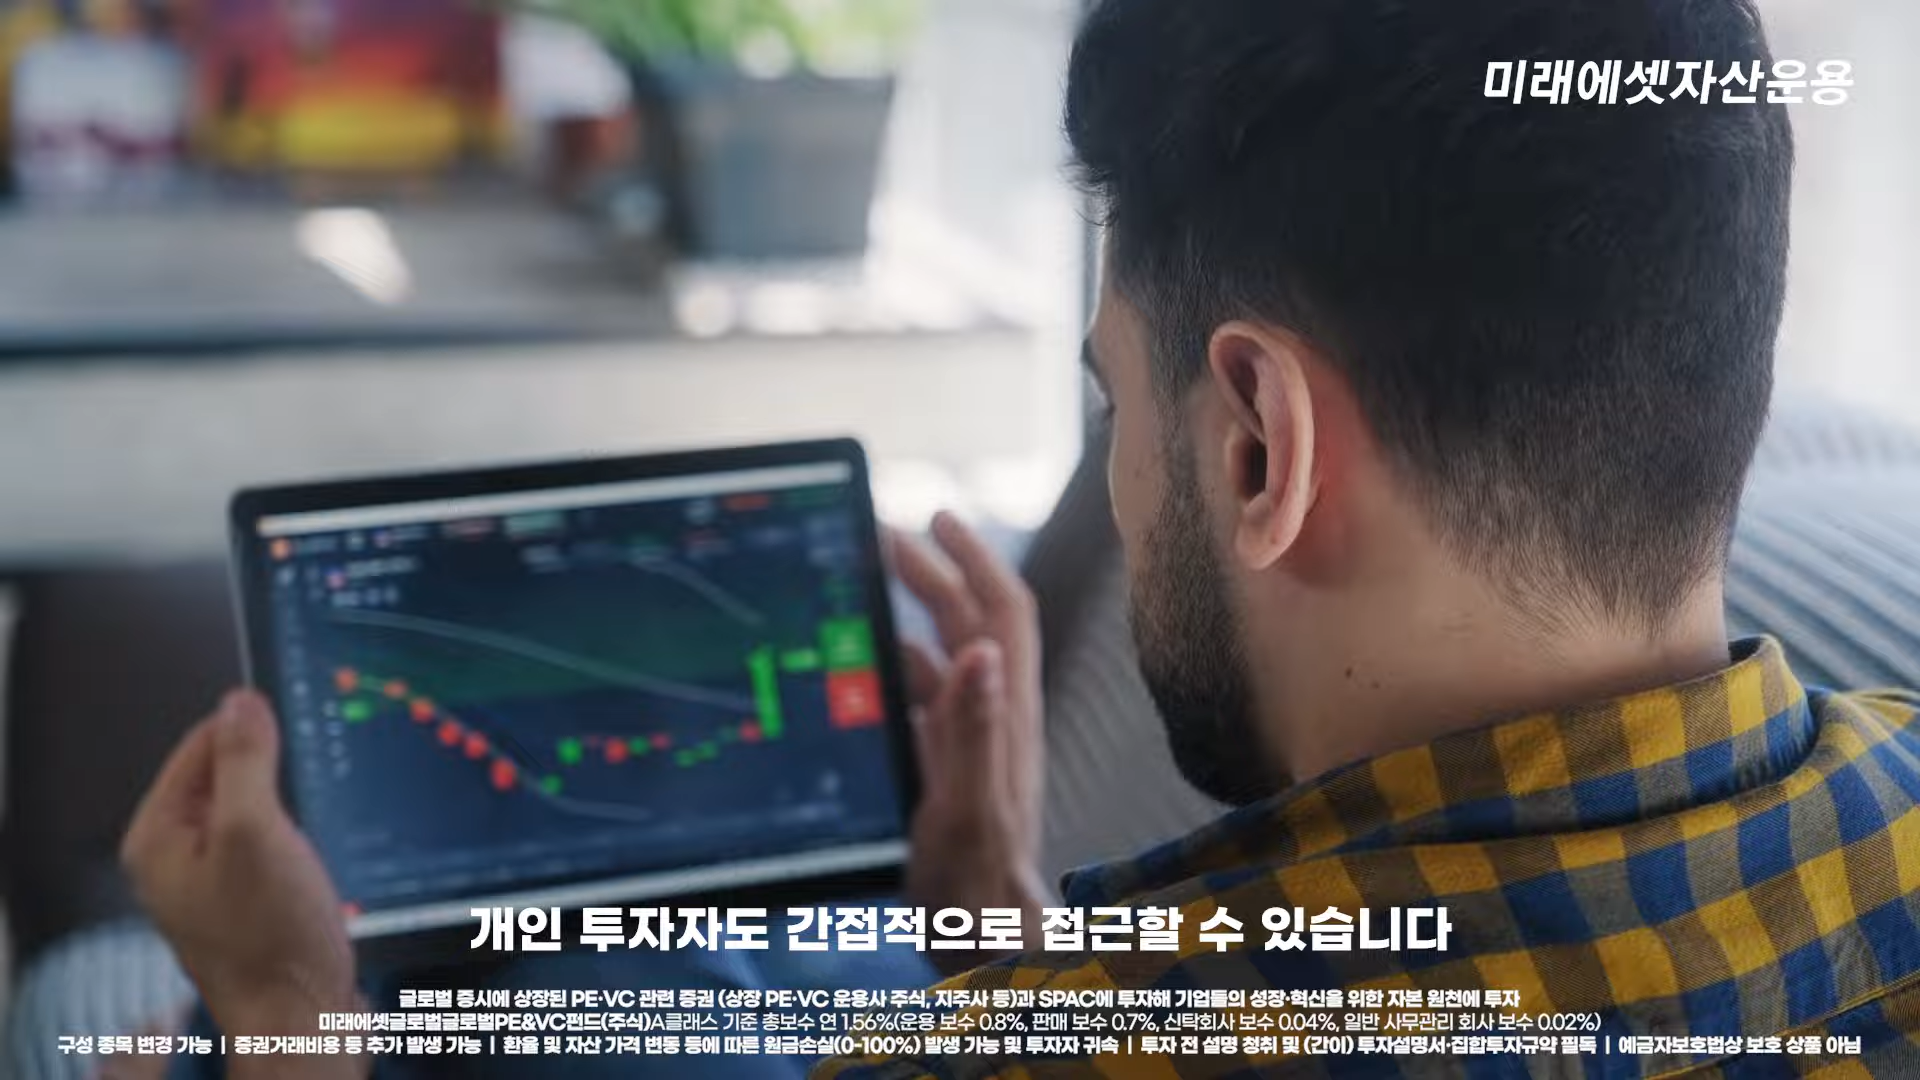 미래에셋자산운용
개인 투자자도 간접적으로 접근할 수 있습니다
글로벌 증시에 상장된 PE·VC 관련 증권 (상장 PE·VC 운용사 주식, 지주사 등)과 SPAC에 투자해 기업들의 성장·혁신을 위한 자본 원천에 투자
미래에셋글로벌글로벌PE&VC펀드(주식)A클래스 기준 총보수 연 1.56%(운용 보수 0.8%, 판매 보수 0.7%, 신탁회사 보수 0.04%, 일반 사무관리 회사 보수 0.02%)
구성 종목 변경 가능 | 증권거래비용 등 추가 발생 가능 | 환율 및 자산 가격 변동 등에 따른 원금손실(0-100%) 발생 가능 및 투자자 귀속 | 투자 전 설명 청취 및 (간이) 투자설명서·집합투자규약 필독 | 예금자보호법상 보호 상품 아님